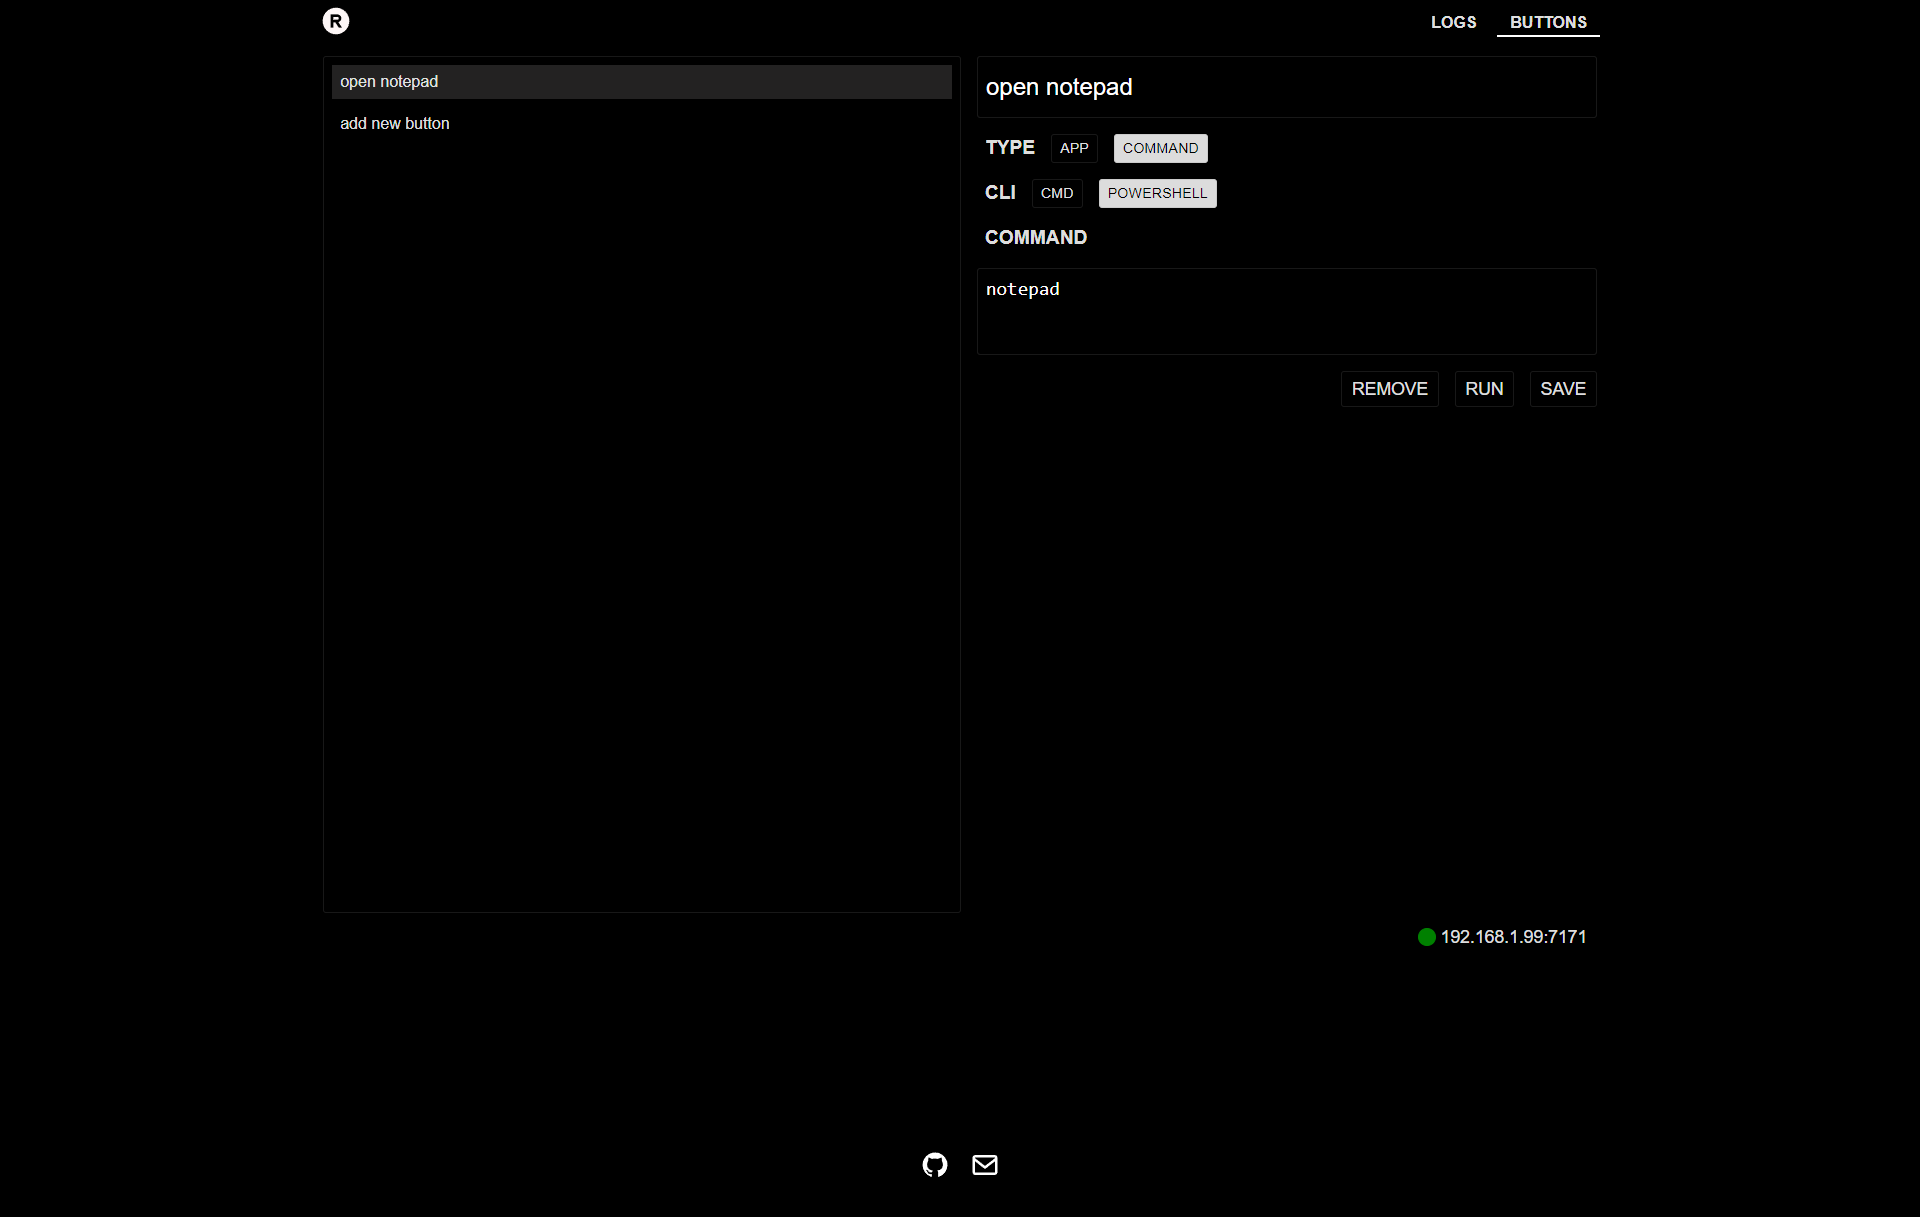 R
LOGS BUTTONS
open notepad
add new button
open notepad
TYPE APP COMMAND
CLI CMD POWERSHELL
COMMAND
notepad
REMOVE RUN SAVE
192.168.1.99:7171